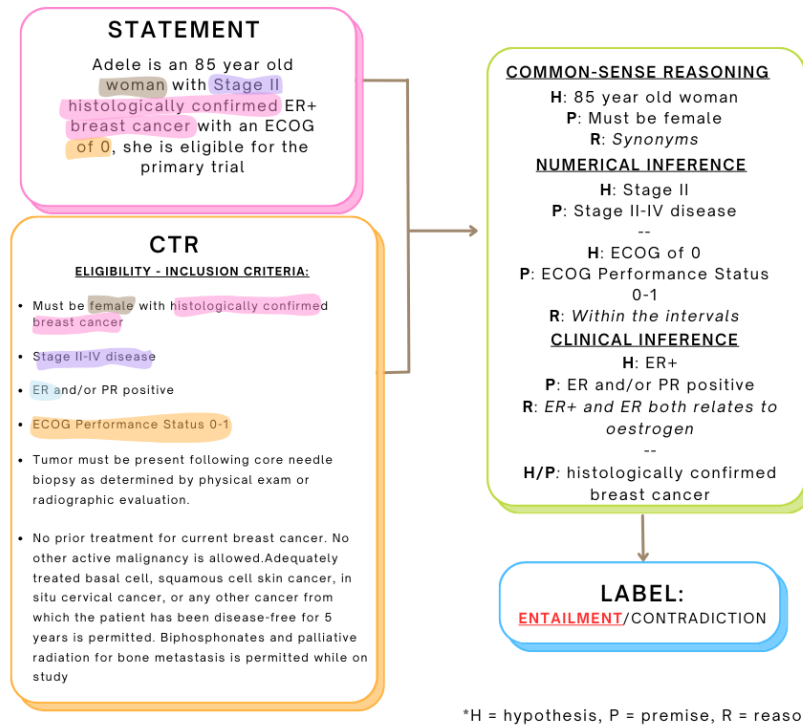 STATEMENT
Adele is an 85 year old
woman with Stage II
histologically confirmed ER+
breast cancer with an ECOG
of 0, she is eligible for the
primary trial
CTR
ELIGIBILITY - INCLUSION CRITERIA:
• Must be female with histologically confirmed
breast cancer
• Stage II-IV disease
• ER and/or PR positive
• ECOG Performance Status 0-1
• Tumor must be present following core needle
biopsy as determined by physical exam or
radiographic evaluation.
• No prior treatment for current breast cancer. No
other active malignancy is allowed.Adequately
treated basal cell, squamous cell skin cancer, in
situ cervical cancer, or any other cancer from
which the patient has been disease-free for 5
years is permitted. Biphosphonates and palliative
radiation for bone metastasis is permitted while on
study
COMMON-SENSE REASONING
H: 85 year old woman
P: Must be female
R: Synonyms
NUMERICAL INFERENCE
H: Stage II
P: Stage II-IV disease
--
H: ECOG of 0
P: ECOG Performance Status
0-1
R: Within the intervals
CLINICAL INFERENCE
H: ER+
P: ER and/or PR positive
R: ER+ and ER both relates to
oestrogen
--
H/P: histologically confirmed
breast cancer
LABEL:
ENTAILMENT/CONTRADICTION
*H = hypothesis, P = premise, R = reaso